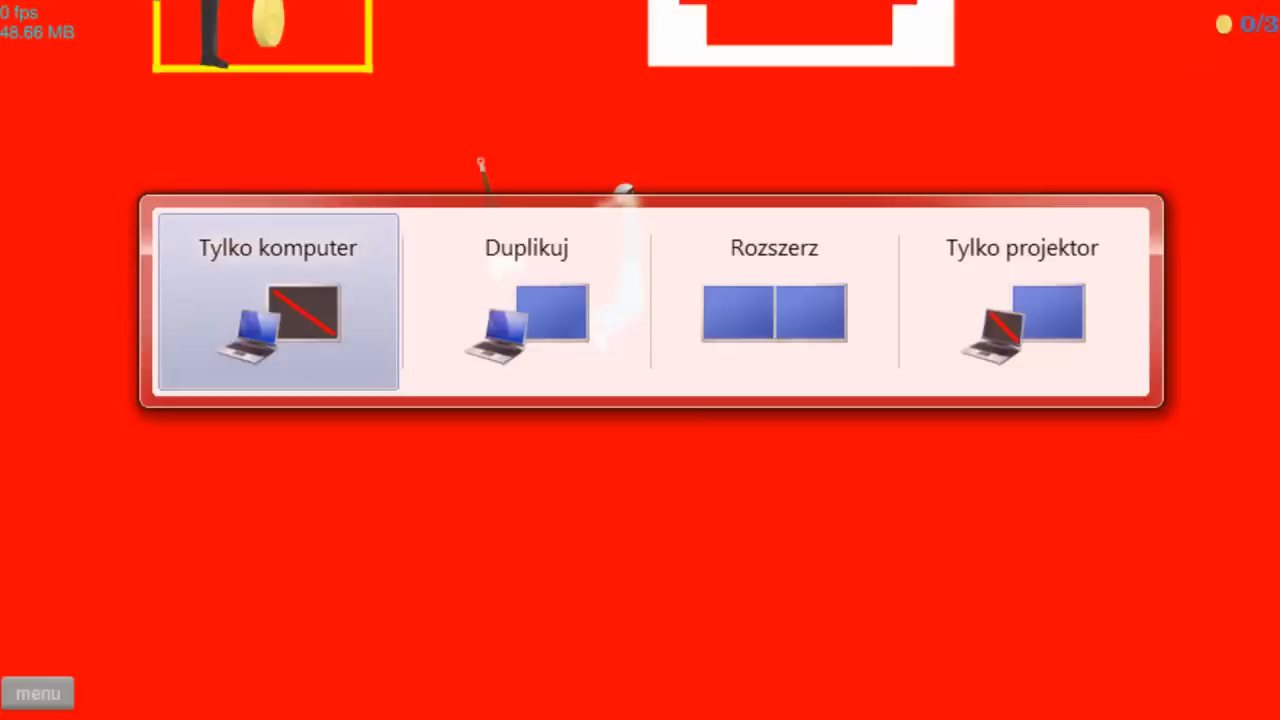 0 fps
48.66 MB
0/3
Tylko komputer
Duplikuj
Rozszerz
Tylko projektor
menu